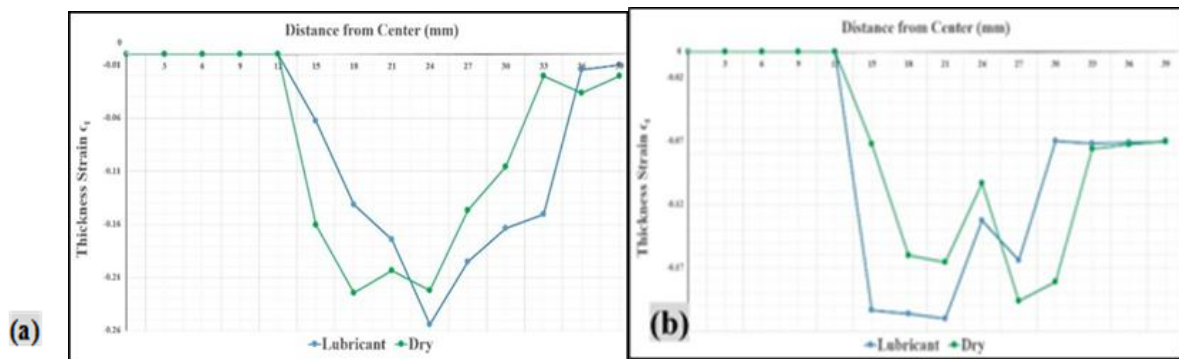 Distance from Center (mm)
0
3 6 9 12 15 18 21 24 27 30 33 36 39
-0.01
-0.06
-0.11
-0.16
-0.21
-0.26
Thickness Strain ϵt
Lubricant Dry
(a)
Distance from Center (mm)
0
3 6 9 12 15 18 21 24 27 30 33 36 39
-0.02
-0.07
-0.12
-0.17
Thickness Strain ϵt
Lubricant Dry
(b)